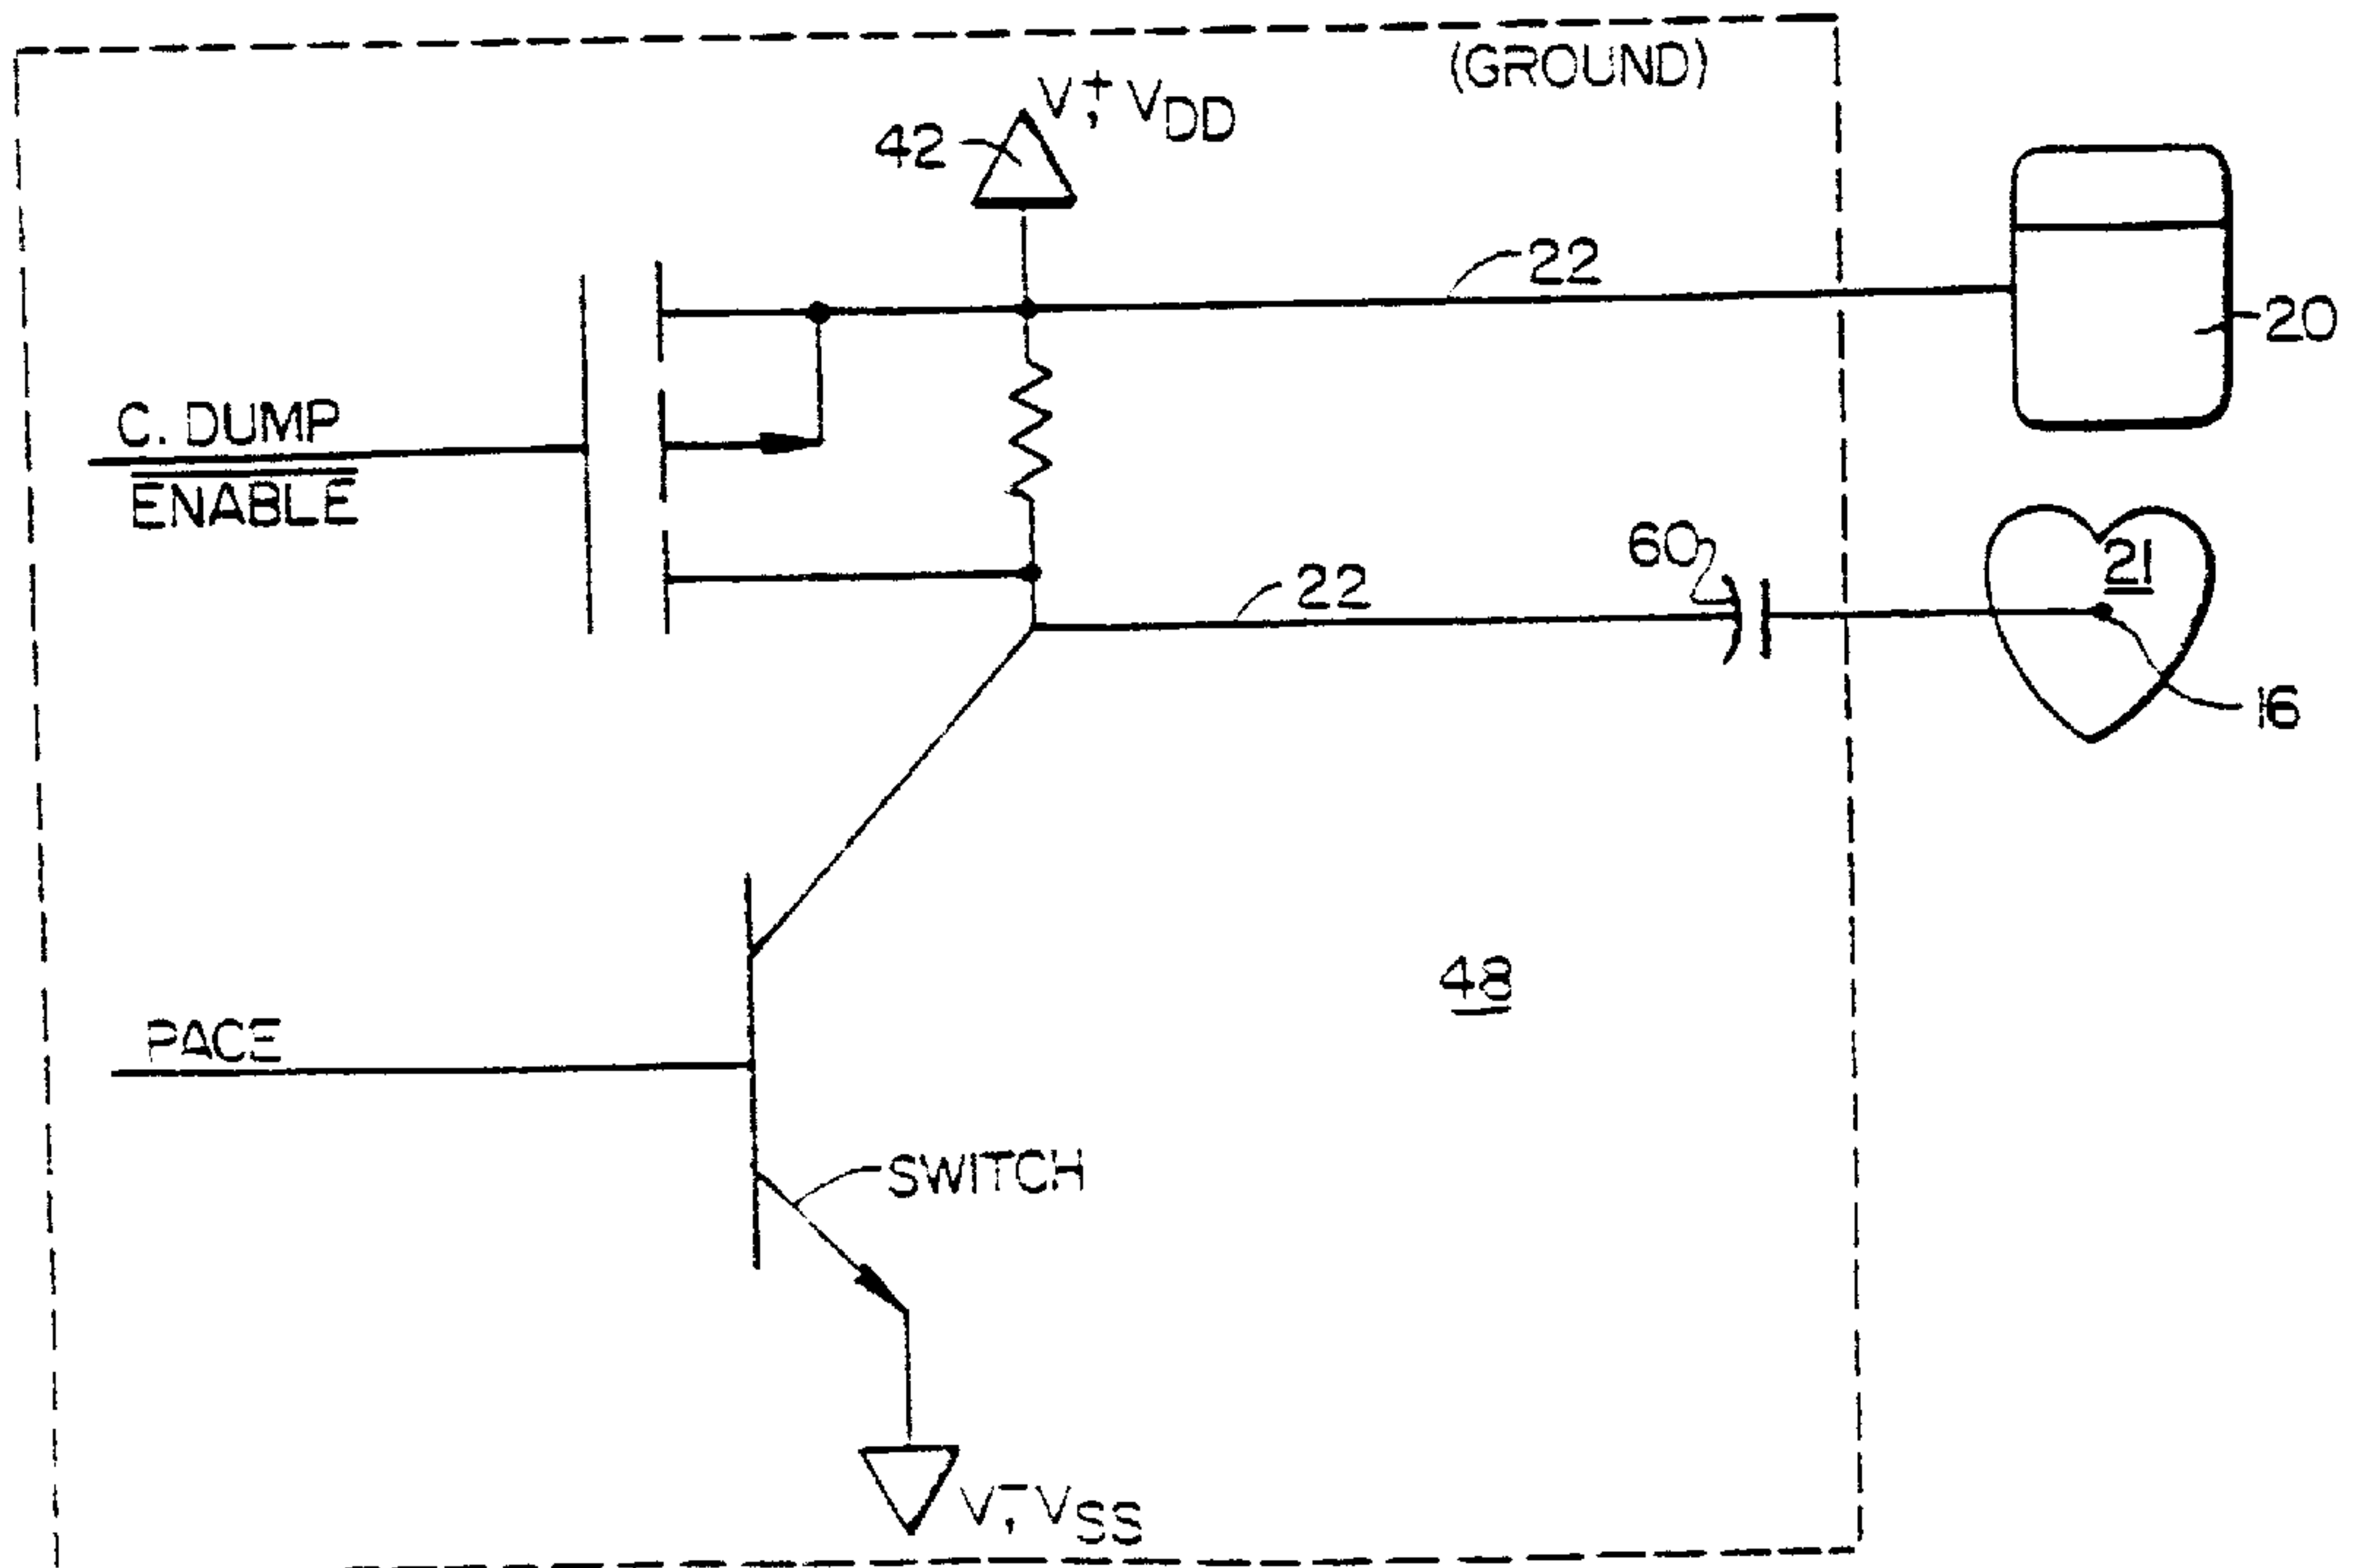 (GROUND)
V+, VDD
42
22
20
C. DUMP
ENABLE
60
21
22
16
48
PACE
SWITCH
V-, VSS